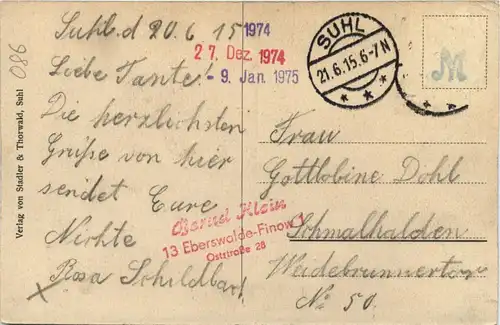 086
Verlag von Stadler & Thorwald, Suhl
Suhl. d 20. 6. 15
1974
27. Dez. 1974
- 9. Jan. 1975
Liebe Tante!
Die herzlichsten
Grüße von hier
sendet Eure
Nichte
Rosa Schildbach
SUHL
21.6.15.6-7N
M
Frau
Gottlobine Dohl
Schmalkalden
Weidebrunnertor
No 50.
Bernd Klein
13 Eberswalde-Finow 1
Oststraße 28